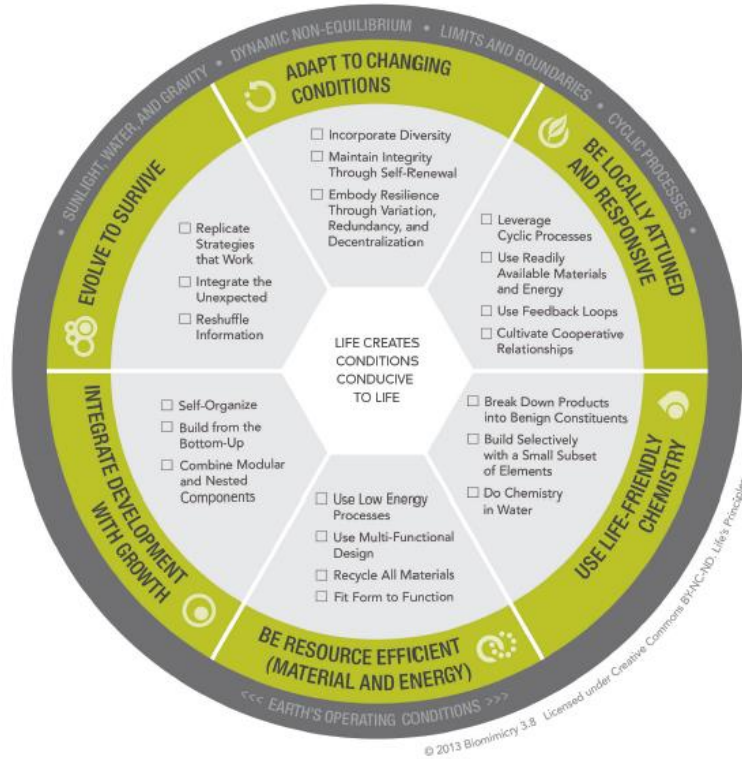 • SUNLIGHT, WATER, AND GRAVITY • DYNAMIC NON-EQUILIBRIUM • LIMITS AND BOUNDARIES • CYCLIC PROCESSES •
ADAPT TO CHANGING
CONDITIONS
☐ Incorporate Diversity
☐ Maintain Integrity
Through Self-Renewal
☐ Embody Resilience
Through Variation,
Redundancy, and
Decentralization
BE LOCALLY ATTUNED
AND RESPONSIVE
☐ Leverage
Cyclic Processes
☐ Use Readily
Available Materials
and Energy
☐ Use Feedback Loops
☐ Cultivate Cooperative
Relationships
USE LIFE-FRIENDLY
CHEMISTRY
☐ Break Down Products
into Benign Constituents
☐ Build Selectively
with a Small Subset
of Elements
☐ Do Chemistry
in Water
BE RESOURCE EFFICIENT
(MATERIAL AND ENERGY)
☐ Use Low Energy
Processes
☐ Use Multi-Functional
Design
☐ Recycle All Materials
☐ Fit Form to Function
INTEGRATE DEVELOPMENT
WITH GROWTH
☐ Self-Organize
☐ Build from the
Bottom-Up
☐ Combine Modular
and Nested
Components
EVOLVE TO SURVIVE
☐ Replicate
Strategies
that Work
☐ Integrate the
Unexpected
☐ Reshuffle
Information
LIFE CREATES
CONDITIONS
CONDUCIVE
TO LIFE
<<< EARTH'S OPERATING CONDITIONS >>>
© 2013 Biomimicry 3.8 Licensed under Creative Commons BY-NC-ND. Life's Principles